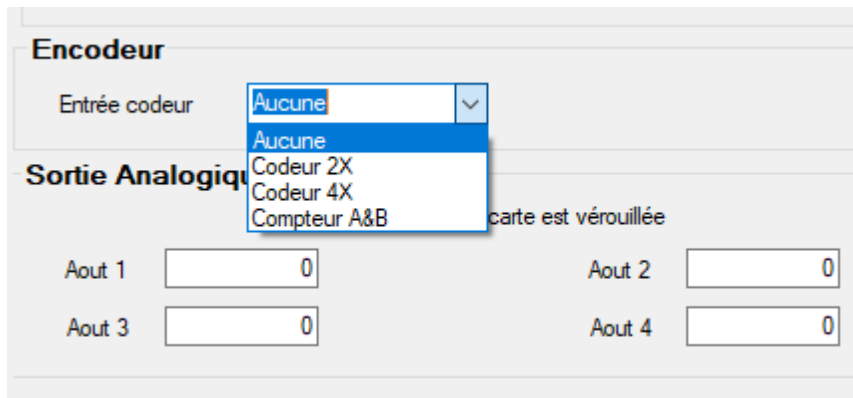 Encodeur
Entrée codeur Aucune
Aucune
Codeur 2X
Codeur 4X
Compteur A&B
Sortie Analogiqu
carte est vérouillée
Aout 1 0 Aout 2 0
Aout 3 0 Aout 4 0